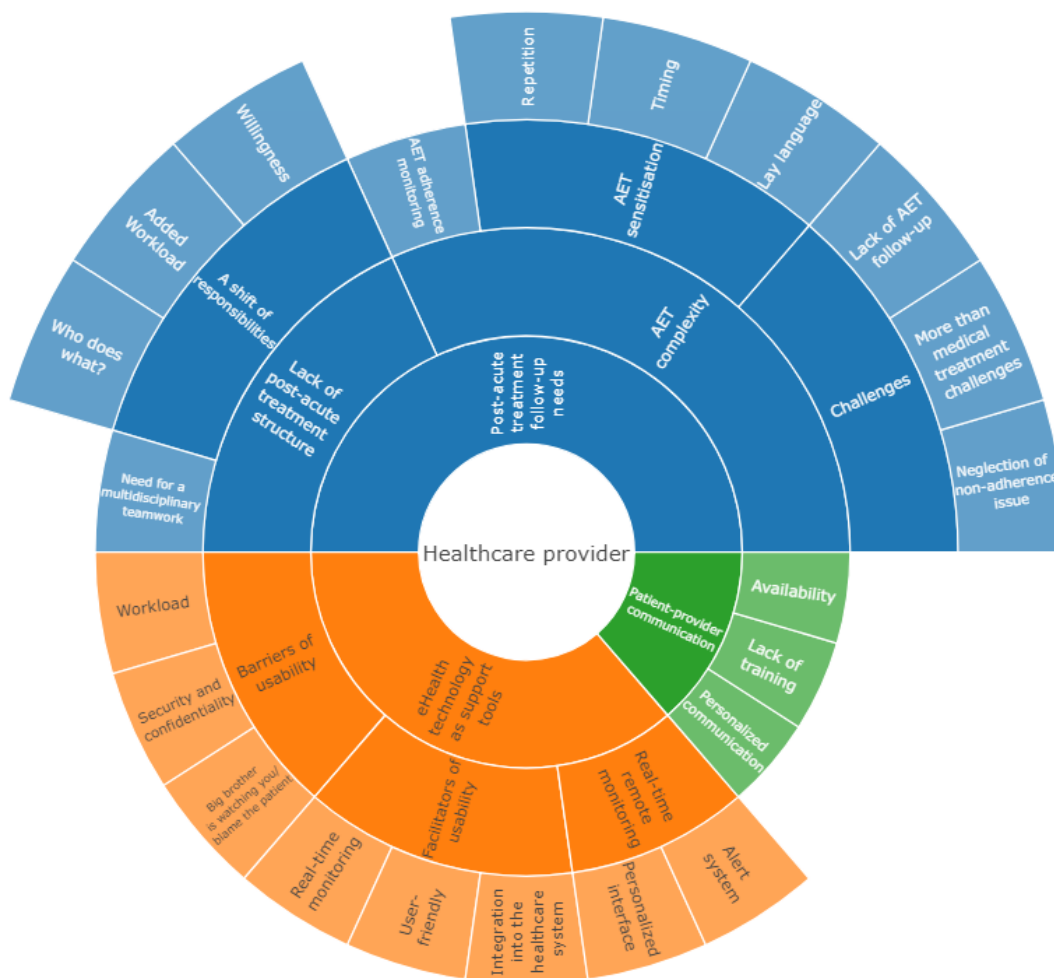 Repetition
Timing
Lay language
Willingness
AET adherence
monitoring
AET
sensitisation
Lack of AET
follow-up
Added
Workload
A shift of
responsibilities
AET
complexity
More than
medical
treatment
challenges
Who does
what?
Lack of
post-acute
treatment
structure
Post-acute
treatment
follow-up
needs
Challenges
Need for a
multidisciplinary
teamwork
Neglection of
non-adherence
issue
Healthcare provider
Workload
Barriers of
usability
eHealth
technology
as support
tools
Patient-provider
communication
Availability
Security and
confidentiality
Lack of
training
Big brother
is watching you/
blame the patient
Facilitators of
usability
Real-time
remote
monitoring
Personalized
communication
Real-time
monitoring
User-
friendly
Integration
into the
healthcare
system
Personalized
interface
Alert
system